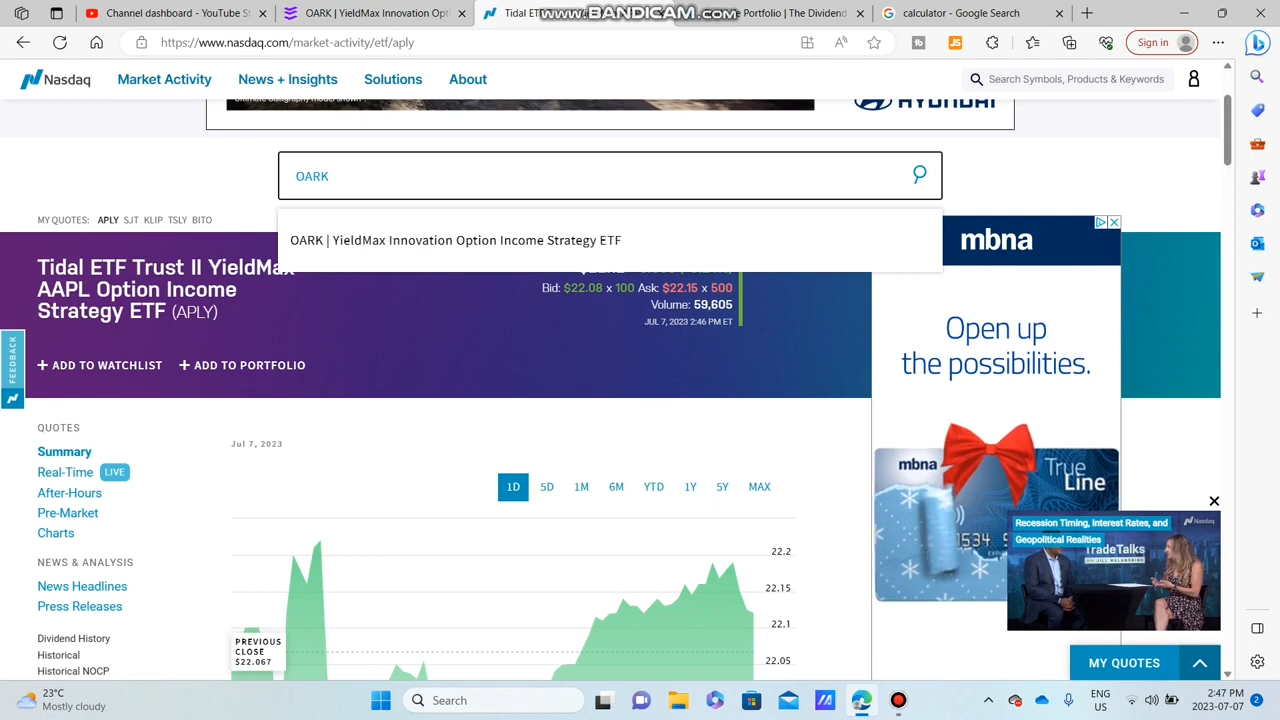 Channel dashboard - YouTube St
OARK | YieldMax Innovation Opti
Tidal ET
www.BANDICAM.com
Portfolio | The Dividend
calculator - Google Search
https://www.nasdaq.com/market-activity/etf/aply
Sign in
Nasdaq
Market Activity
News + Insights
Solutions
About
Search Symbols, Products & Keywords
HYUNDAI
OARK
OARK | YieldMax Innovation Option Income Strategy ETF
MY QUOTES: APLY SJT KLIP TSLY BITO
Tidal ETF Trust II YieldMax
AAPL Option Income
Strategy ETF (APLY)
Bid: $22.08 x 100 Ask: $22.15 x 500
Volume: 59,605
JUL 7, 2023 2:46 PM ET
+ ADD TO WATCHLIST
+ ADD TO PORTFOLIO
FEEDBACK
mbna
Open up
the possibilities.
mbna
True
Line
5451 534
QUOTES
Summary
Real-Time LIVE
After-Hours
Pre-Market
Charts
NEWS & ANALYSIS
News Headlines
Press Releases
Dividend History
Historical
Historical NOCP
Jul 7, 2023
1D 5D 1M 6M YTD 1Y 5Y MAX
22.2
22.15
22.1
22.05
PREVIOUS
CLOSE
$22.067
Recession Timing, Interest Rates, and
Geopolitical Realities
Nasdaq
TradeTalks
MY QUOTES
23°C
Mostly cloudy
Search
ENG
US
2:47 PM
2023-07-07
2